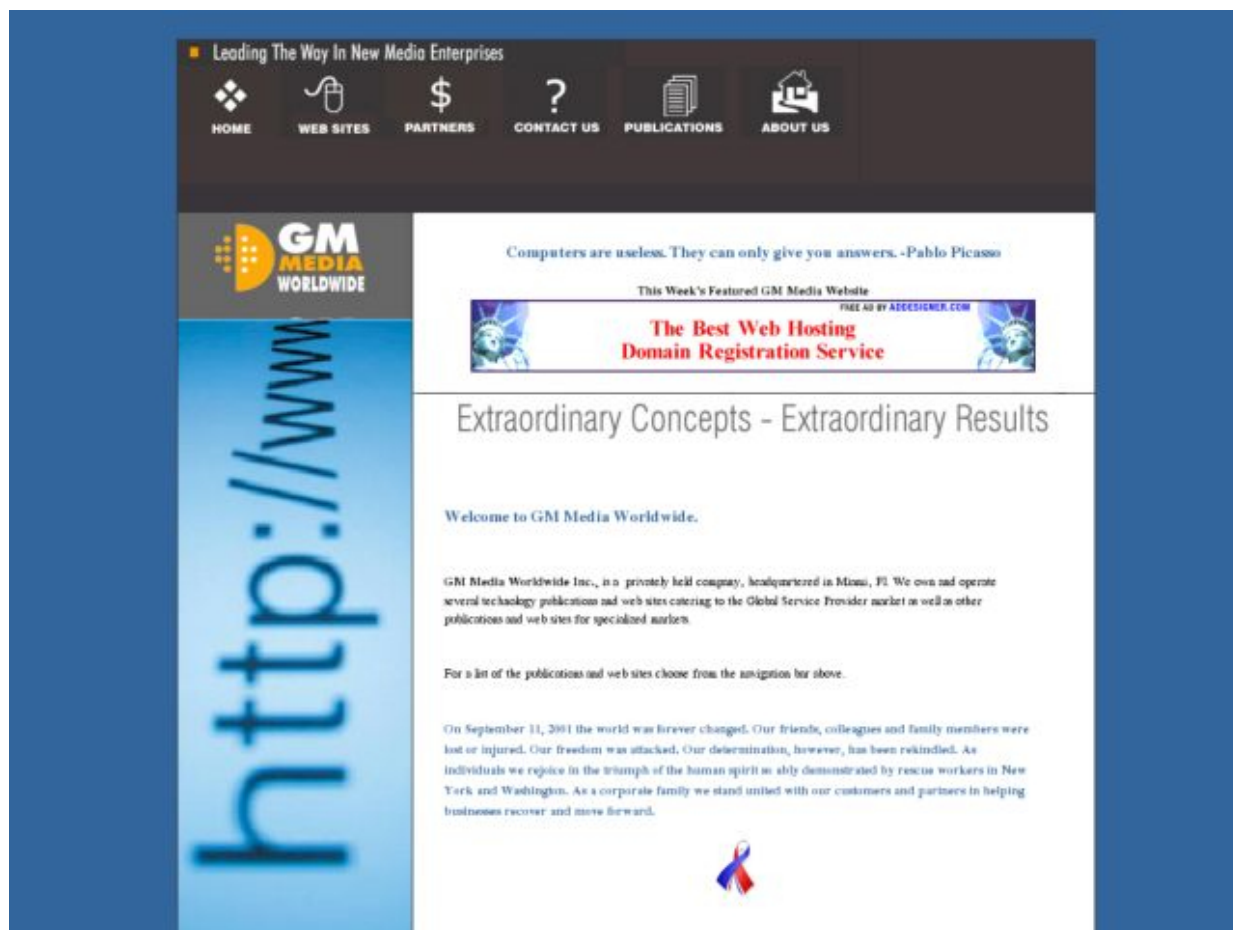 Leading The Way In New Media Enterprises
HOME WEB SITES PARTNERS CONTACT US PUBLICATIONS ABOUT US
GM
MEDIA
WORLDWIDE
http://www
Computers are useless. They can only give you answers. -Pablo Picasso
This Week's Featured GM Media Website
FREE AD BY ADDESIGNER.COM
The Best Web Hosting
Domain Registration Service
Extraordinary Concepts - Extraordinary Results
Welcome to GM Media Worldwide.
GM Media Worldwide Inc., is a privately held company, headquartered in Miami, Fl. We own and operate
several technology publications and web sites catering to the Global Service Provider market as well as other
publications and web sites for specialized markets.
For a list of the publications and web sites choose from the navigation bar above.
On September 11, 2001 the world was forever changed. Our friends, colleagues and family members were
lost or injured. Our freedom was attacked. Our determination, however, has been rekindled. As
individuals we rejoice in the triumph of the human spirit so ably demonstrated by rescue workers in New
York and Washington. As a corporate family we stand united with our customers and partners in helping
businesses recover and move forward.